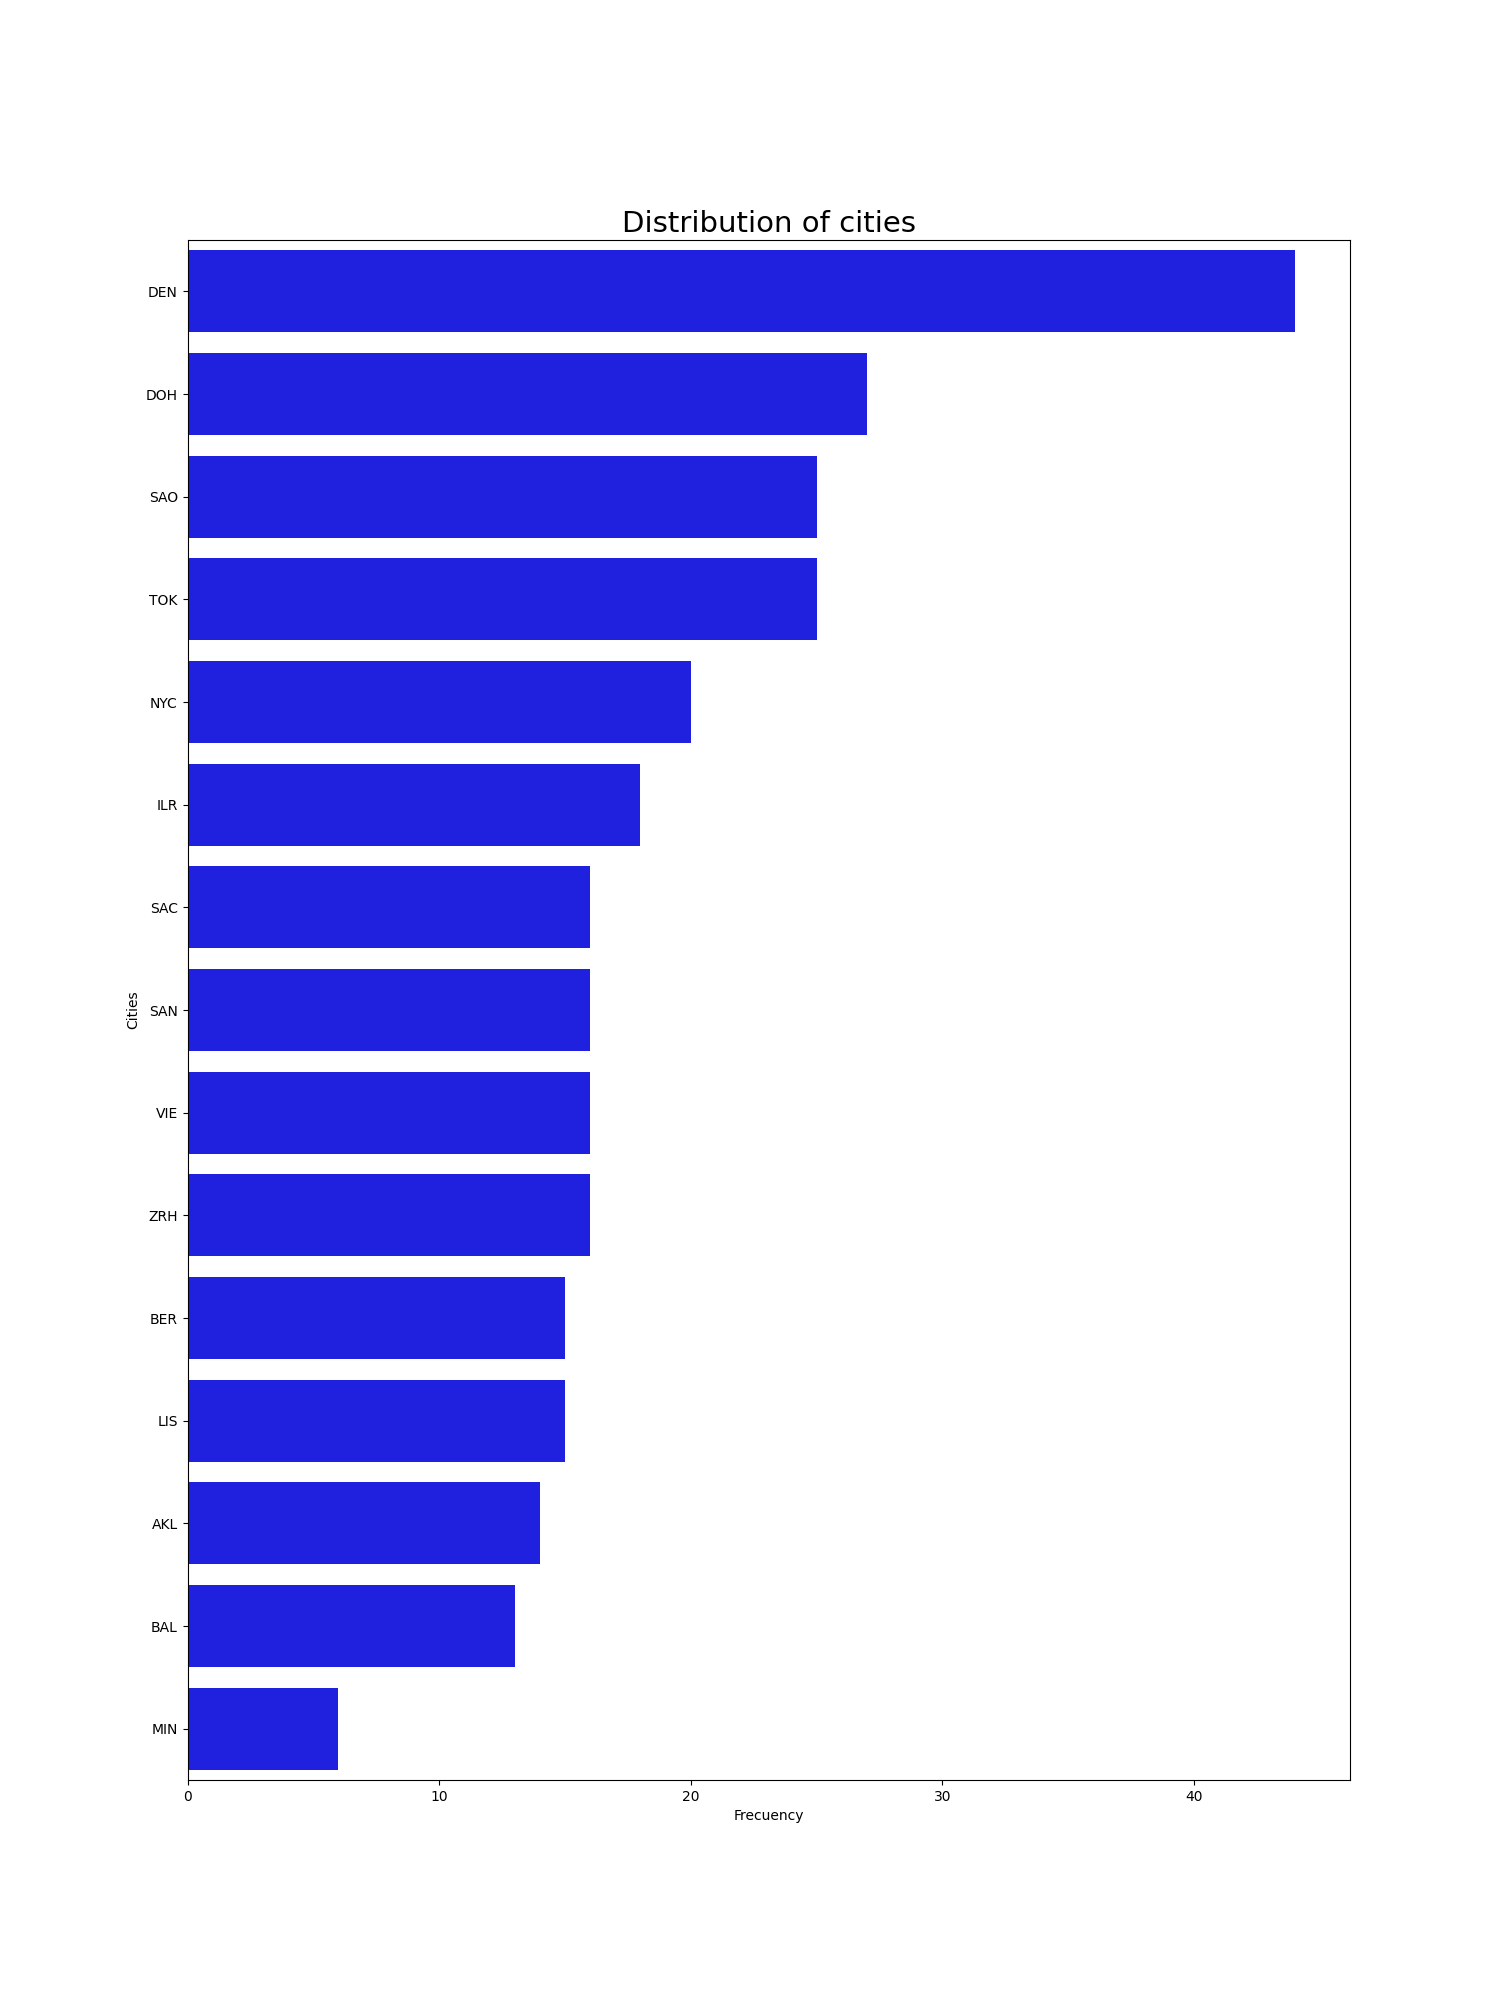 Distribution of cities
DEN
DOH
SAO
TOK
NYC
ILR
SAC
SAN
VIE
ZRH
BER
LIS
AKL
BAL
MIN
Cities
0 10 20 30 40
Frecuency